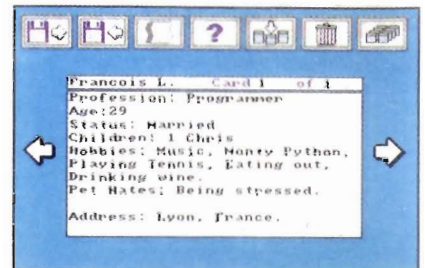 ?
Francois L. Card 1 of 1
Profession: Programmer
Age:29
Status: Married
Children: 1 Chris
Hobbies: Music, Monty Python,
Playing Tennis, Eating out,
Drinking wine.
Pet Hates: Being stressed.
Address: Lyon, France.